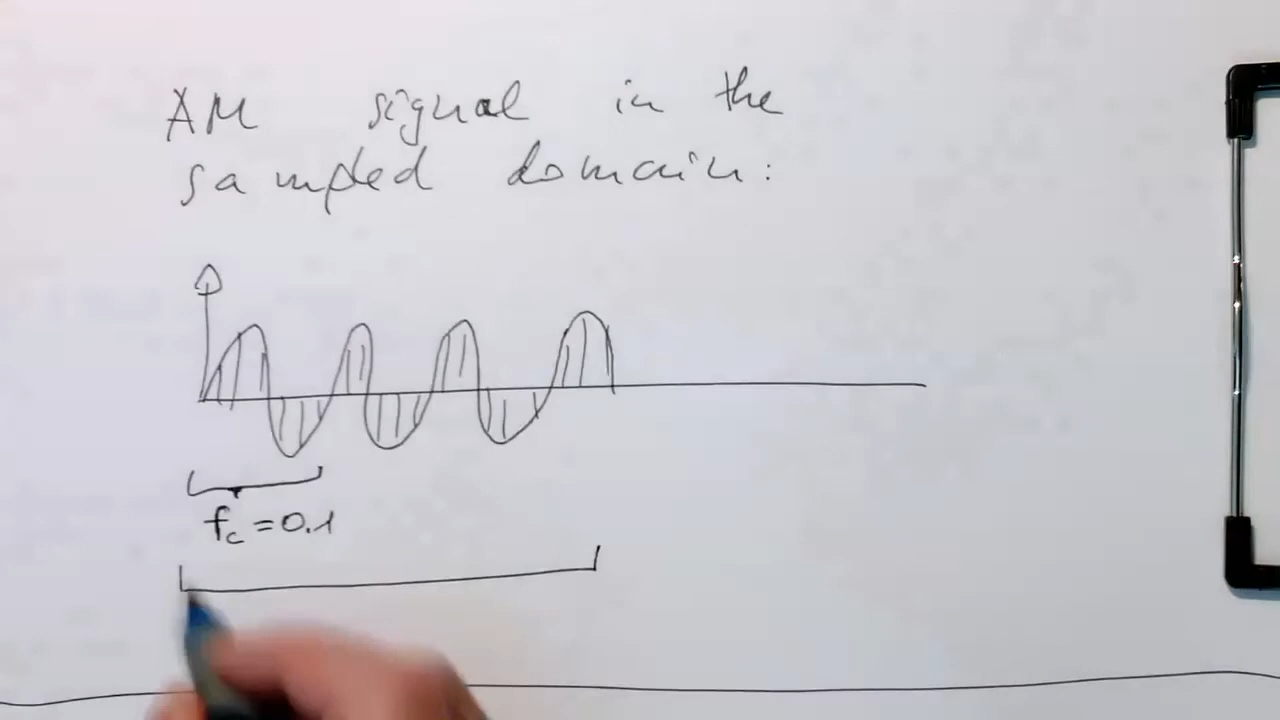 AM signal in the
sampled domain:
fc = 0.1